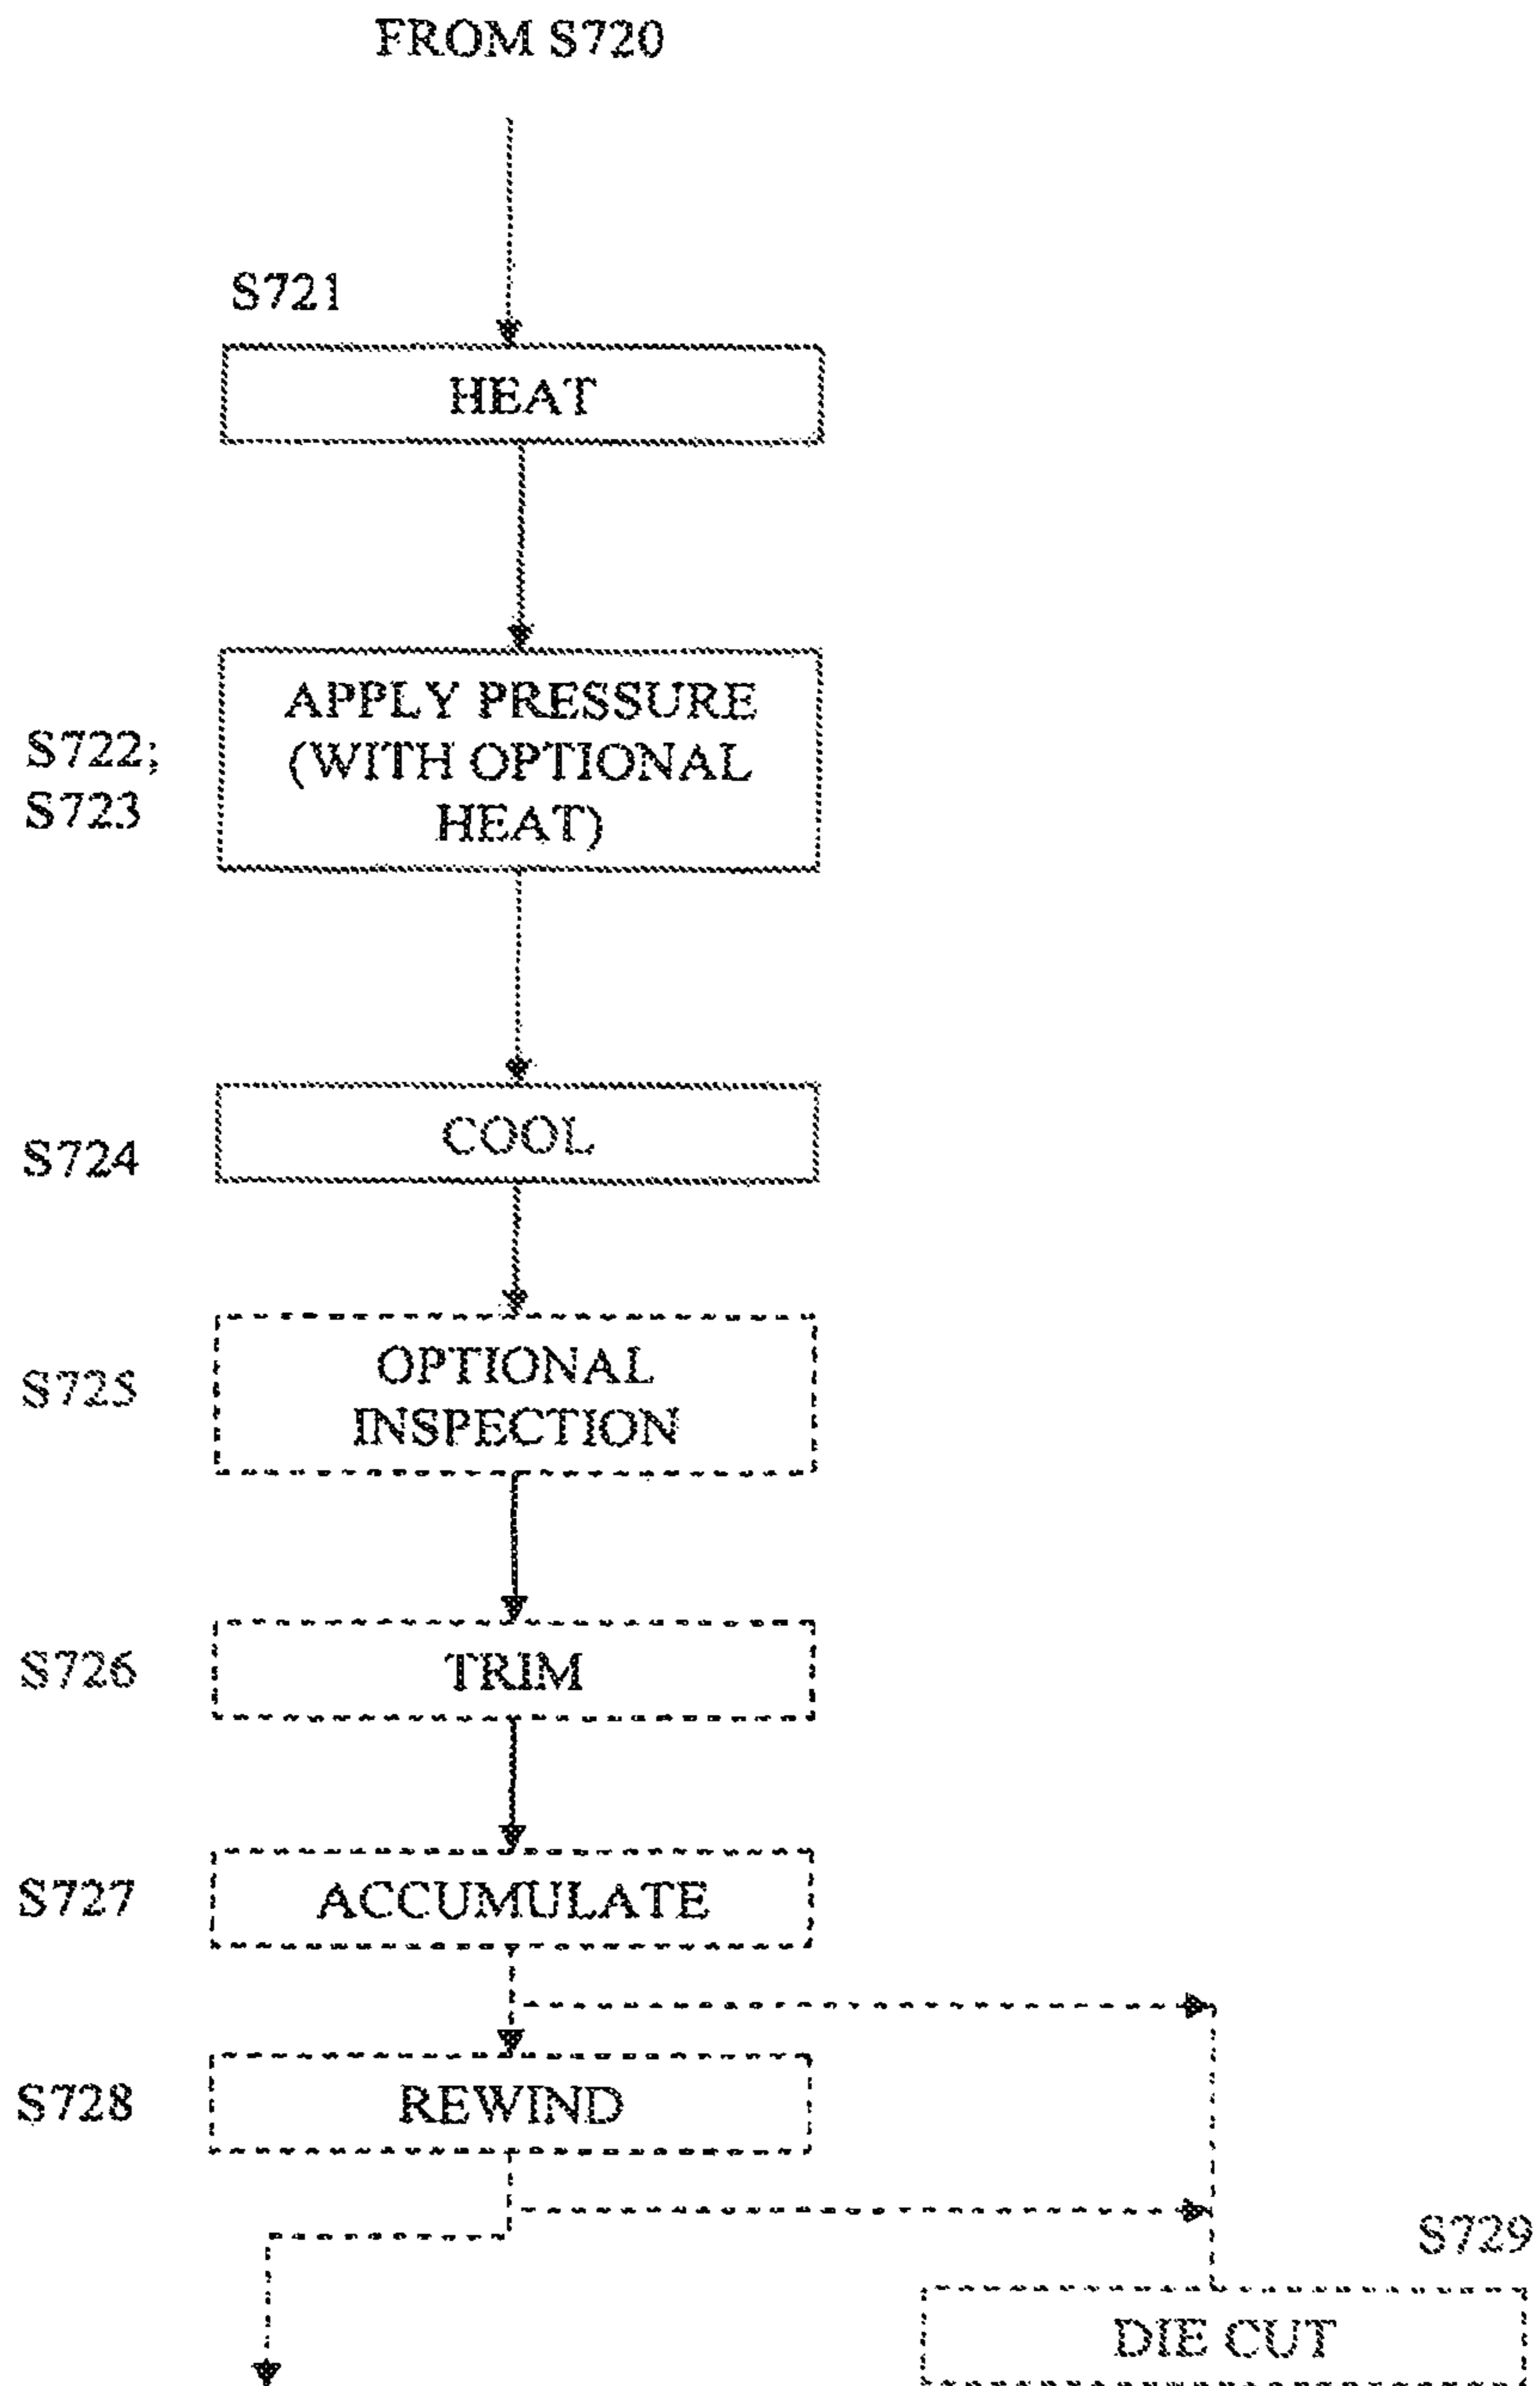 FROM S720
S721
HEAT
APPLY PRESSURE
(WITH OPTIONAL
HEAT)
S722;
S723
COOL
S724
OPTIONAL
INSPECTION
S725
TRIM
S726
ACCUMULATE
S727
REWIND
S728
S729
DIE CUT